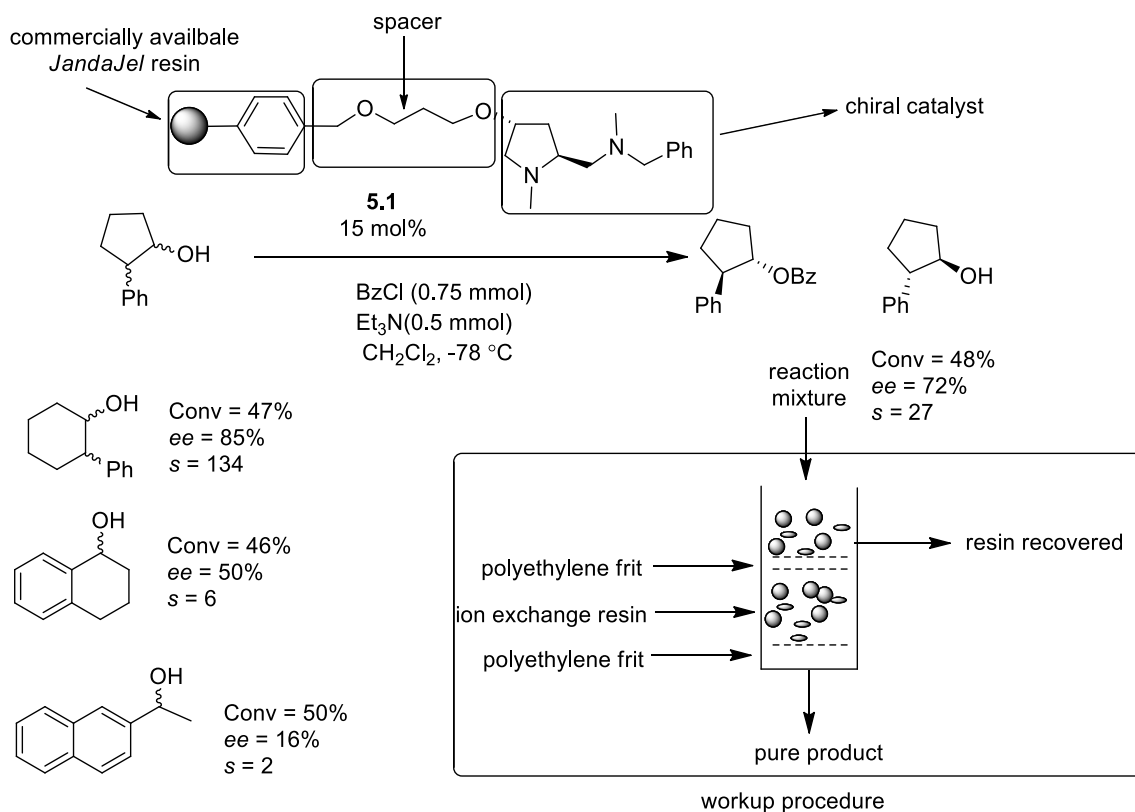 spacer
commercially availbale
JandaJel resin
O
O
chiral catalyst
N
Ph
N
5.1
15 mol%
OH
Ph
BzCl (0.75 mmol)
Et3N(0.5 mmol)
CH2Cl2, -78 °C
OBz
Ph
OH
Ph
Conv = 48%
ee = 72%
s = 27
reaction
mixture
OH
Ph
Conv = 47%
ee = 85%
s = 134
OH
Conv = 46%
ee = 50%
s = 6
OH
Conv = 50%
ee = 16%
s = 2
resin recovered
polyethylene frit
ion exchange resin
polyethylene frit
pure product
workup procedure